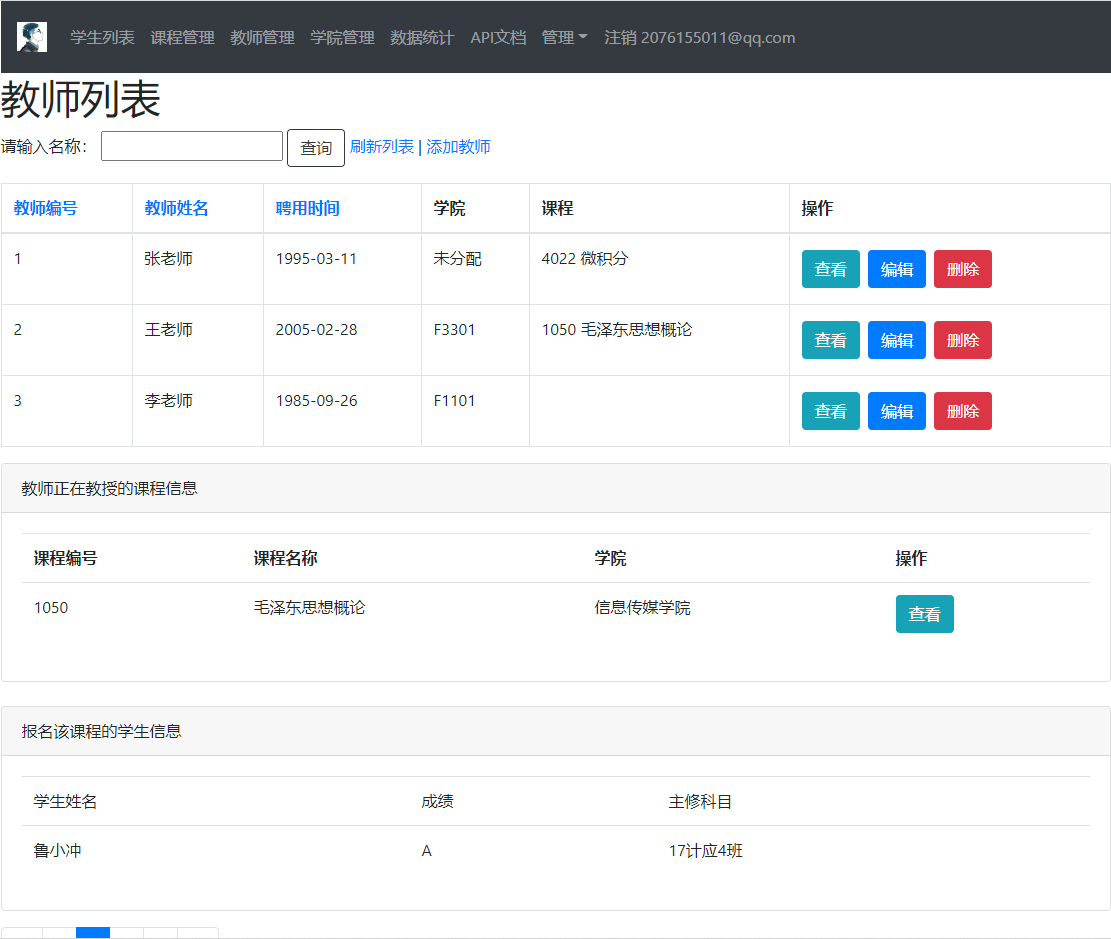 学生列表 课程管理 教师管理 学院管理 数据统计 API文档 管理 注销 2076155011@qq.com
教师列表
请输入名称： 查询 刷新列表 | 添加教师
教师编号 教师姓名 聘用时间 学院 课程 操作
1 张老师 1995-03-11 未分配 4022 微积分 查看 编辑 删除
2 王老师 2005-02-28 F3301 1050 毛泽东思想概论 查看 编辑 删除
3 李老师 1985-09-26 F1101 查看 编辑 删除
教师正在教授的课程信息
课程编号 课程名称 学院 操作
1050 毛泽东思想概论 信息传媒学院 查看
报名该课程的学生信息
学生姓名 成绩 主修科目
鲁小冲 A 17计应4班